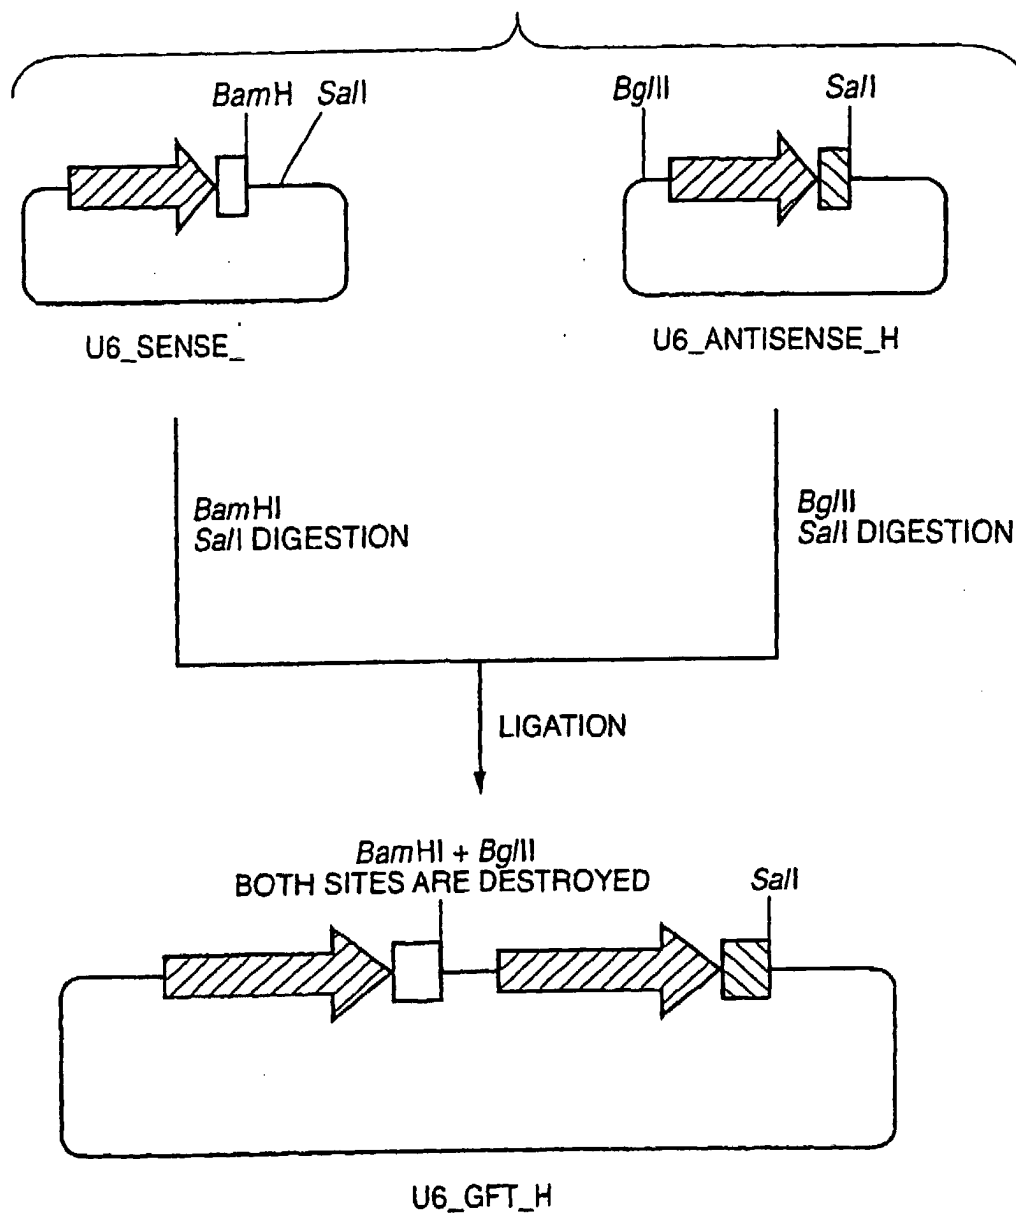 BamH SalI
BglII SalI
U6_SENSE_
U6_ANTISENSE_H
BamHI
SalI DIGESTION
BglII
SalI DIGESTION
LIGATION
BamHI + BglII
BOTH SITES ARE DESTROYED
SalI
U6_GFT_H